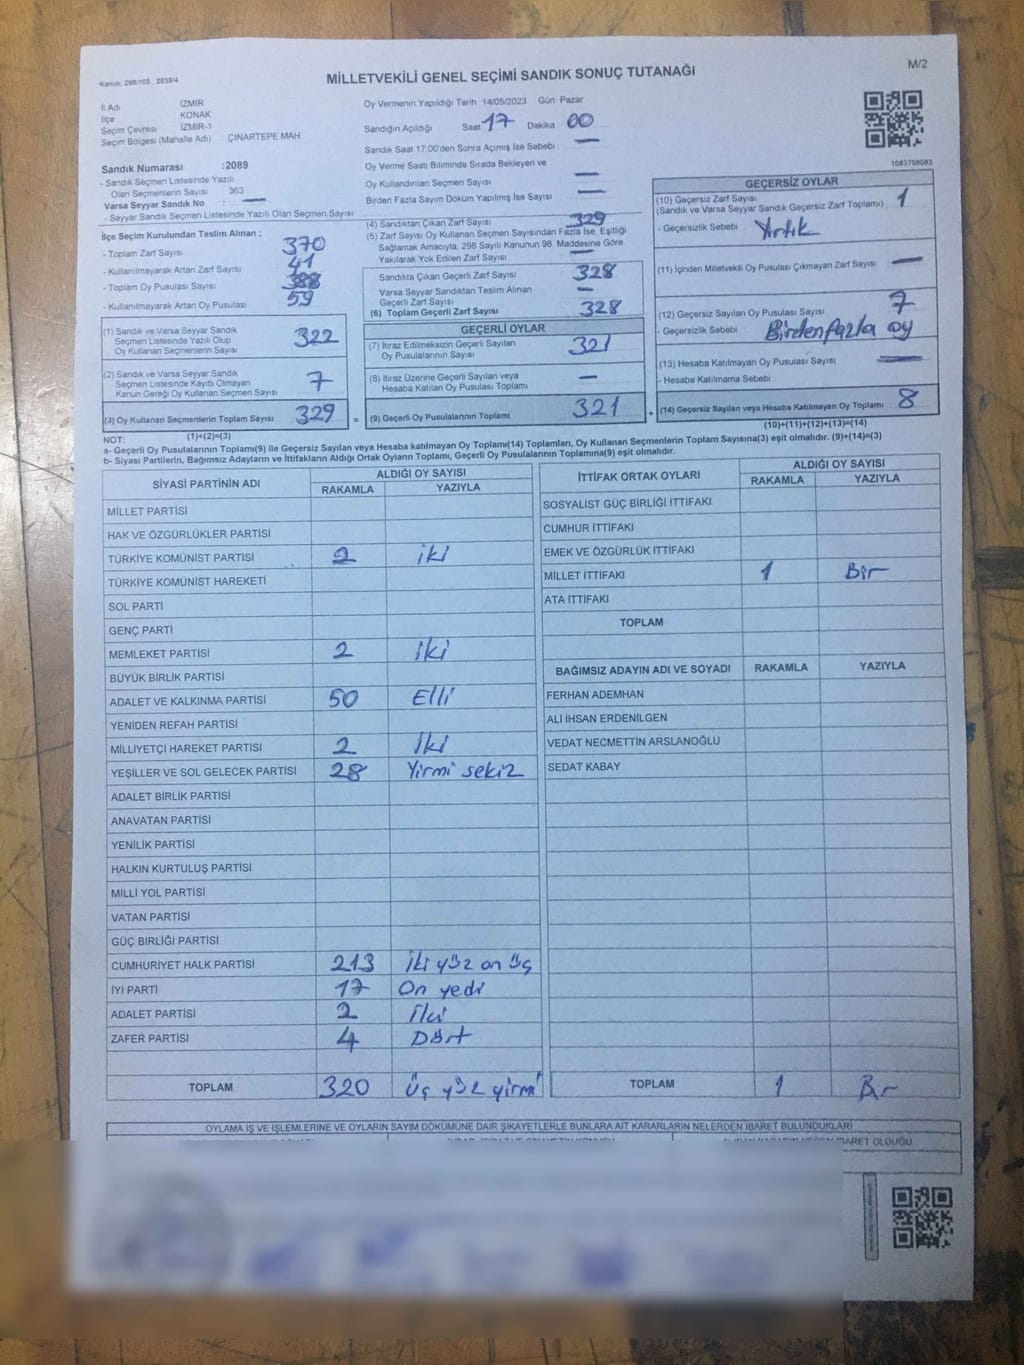 Kanun, 298/105 , 2839/4
MİLLETVEKİLİ GENEL SEÇİMİ SANDIK SONUÇ TUTANAĞI
M/2
İl Adı İZMİR
İlçe KONAK
Seçim Çevresi İZMİR-1
Seçim Bölgesi (Mahalle Adı) ÇINARTEPE MAH.
Sandık Numarası :2089
- Sandık Seçmen Listesinde Yazılı
Olan Seçmenlerin Sayısı 363
Varsa Seyyar Sandık No : —
- Seyyar Sandık Seçmen Listesinde Yazılı Olan Seçmen Sayısı
Oy Vermenin Yapıldığı Tarih 14/05/2023 Gün: Pazar
Sandığın Açıldığı Saat 17 Dakika 00
Sandık Saat 17:00'den Sonra Açımış İse Sebebi : —
Oy Verme Saati Bitiminde Sırada Bekleyen ve
Oy Kullandırılan Seçmen Sayısı —
Birden Fazla Sayım Döküm Yapılmış İse Sayısı —
1083798083
İlçe Seçim Kurulundan Teslim Alınan ;
- Toplam Zarf Sayısı 370
- Kullanılmayarak Artan Zarf Sayısı 41
- Toplam Oy Pusulası Sayısı 388
- Kullanılmayarak Artan Oy Pusulası 59
(1) Sandık ve Varsa Seyyar Sandık
Seçmen Listesinde Yazılı Olup
Oy Kullanan Seçmenlerin Sayısı 322
(2) Sandık ve Varsa Seyyar Sandık
Seçmen Listesinde Kayıtlı Olmayan
Kanun Gereği Oy Kullanan Seçmen Sayısı 7
(3) Oy Kullanan Seçmenlerin Toplam Sayısı 329 =
(1)+(2)=(3)
(4) Sandıktan Çıkan Zarf Sayısı 329
(5) Zarf Sayısı Oy Kullanan Seçmen Sayısından Fazla İse, Eşitliği
Sağlamak Amacıyla, 298 Sayılı Kanunun 98. Maddesine Göre
Yakılarak Yok Edilen Zarf Sayısı —
Sandıkta Çıkan Geçerli Zarf Sayısı 328
Varsa Seyyar Sandıktan Teslim Alınan
Geçerli Zarf Sayısı —
(6) Toplam Geçerli Zarf Sayısı 328
GEÇERLİ OYLAR
(7) İtiraz Edilmeksizin Geçerli Sayılan
Oy Pusulalarının Sayısı 321
(8) İtiraz Üzerine Geçerli Sayılan veya
Hesaba Katılan Oy Pusulası Toplamı —
(9) Geçerli Oy Pusulalarının Toplamı 321 +
GEÇERSİZ OYLAR
(10) Geçersiz Zarf Sayısı
(Sandık ve Varsa Seyyar Sandık Geçersiz Zarf Toplamı) 1
- Geçersizlik Sebebi Yırtık
(11) İçinden Milletvekili Oy Pusulası Çıkmayan Zarf Sayısı —
(12) Geçersiz Sayılan Oy Pusulası Sayısı 7
- Geçersizlik Sebebi Birden fazla oy
(13) Hesaba Katılmayan Oy Pusulası Sayısı —
- Hesaba Katılmama Sebebi
(14) Geçersiz Sayılan veya Hesaba Katılmayan Oy Toplamı 8
(10)+(11)+(12)+(13)=(14)
NOT:
a- Geçerli Oy Pusulalarının Toplamı(9) ile Geçersiz Sayılan veya Hesaba katılmayan Oy Toplamı(14) Toplamları, Oy Kullanan Seçmenlerin Toplam Sayısına(3) eşit olmalıdır. (9)+(14)=(3)
b- Siyasi Partilerin, Bağımsız Adayların ve İttifakların Aldığı Ortak Oyların Toplamı, Geçerli Oy Pusulalarının Toplamına(9) eşit olmalıdır.
SİYASİ PARTİNİN ADI ALDIĞI OY SAYISI
RAKAMLA YAZIYLA
MİLLET PARTİSİ
HAK VE ÖZGÜRLÜKLER PARTİSİ
TÜRKİYE KOMÜNİST PARTİSİ 2 iki
TÜRKİYE KOMÜNİST HAREKETİ
SOL PARTİ
GENÇ PARTİ
MEMLEKET PARTİSİ 2 iki
BÜYÜK BİRLİK PARTİSİ
ADALET VE KALKINMA PARTİSİ 50 Elli
YENİDEN REFAH PARTİSİ
MİLLİYETÇİ HAREKET PARTİSİ 2 İki
YEŞİLLER VE SOL GELECEK PARTİSİ 28 Yirmi sekiz
ADALET BİRLİK PARTİSİ
ANAVATAN PARTİSİ
YENİLİK PARTİSİ
HALKIN KURTULUŞ PARTİSİ
MİLLİ YOL PARTİSİ
VATAN PARTİSİ
GÜÇ BİRLİĞİ PARTİSİ
CUMHURİYET HALK PARTİSİ 213 iki yüz on üç
İYİ PARTİ 17 On yedi
ADALET PARTİSİ 2 İki
ZAFER PARTİSİ 4 Dört
TOPLAM 320 üç yüz yirmi
İTTİFAK ORTAK OYLARI ALDIĞI OY SAYISI
RAKAMLA YAZIYLA
SOSYALİST GÜÇ BİRLİĞİ İTTİFAKI
CUMHUR İTTİFAKI
EMEK VE ÖZGÜRLÜK İTTİFAKI
MİLLET İTTİFAKI 1 Bir
ATA İTTİFAKI
TOPLAM
BAĞIMSIZ ADAYIN ADI VE SOYADI RAKAMLA YAZIYLA
FERHAN ADEMHAN
ALİ İHSAN ERDENİLGEN
VEDAT NECMETTİN ARSLANOĞLU
SEDAT KABAY
TOPLAM 1 Bir
OYLAMA İŞ VE İŞLEMLERİNE VE OYLARIN SAYIM DÖKÜMÜNE DAİR ŞİKAYETLERLE BUNLARA AİT KARARLARIN NELERDEN İBARET BULUNDUKLARI
İBARET OLDUĞU